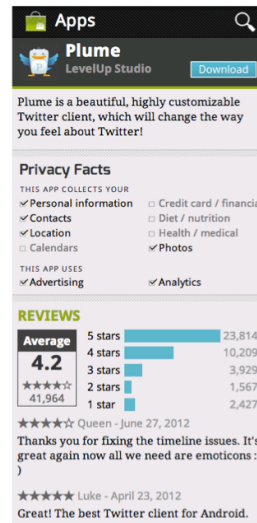 Apps
Plume
LevelUp Studio
Download
Plume is a beautiful, highly customizable
Twitter client, which will change the way
you feel about Twitter!
Privacy Facts
THIS APP COLLECTS YOUR
Personal information
Credit card / financia
Contacts
Diet / nutrition
Location
Health / medical
Calendars
Photos
THIS APP USES
Advertising
Analytics
REVIEWS
Average
4.2
41,964
5 stars 23,814
4 stars 10,209
3 stars 3,929
2 stars 1,567
1 star 2,427
Queen - June 27, 2012
Thanks you for fixing the timeline issues. It's
great again now all we need are emoticons :
)
Luke - April 23, 2012
Great! The best Twitter client for Android.